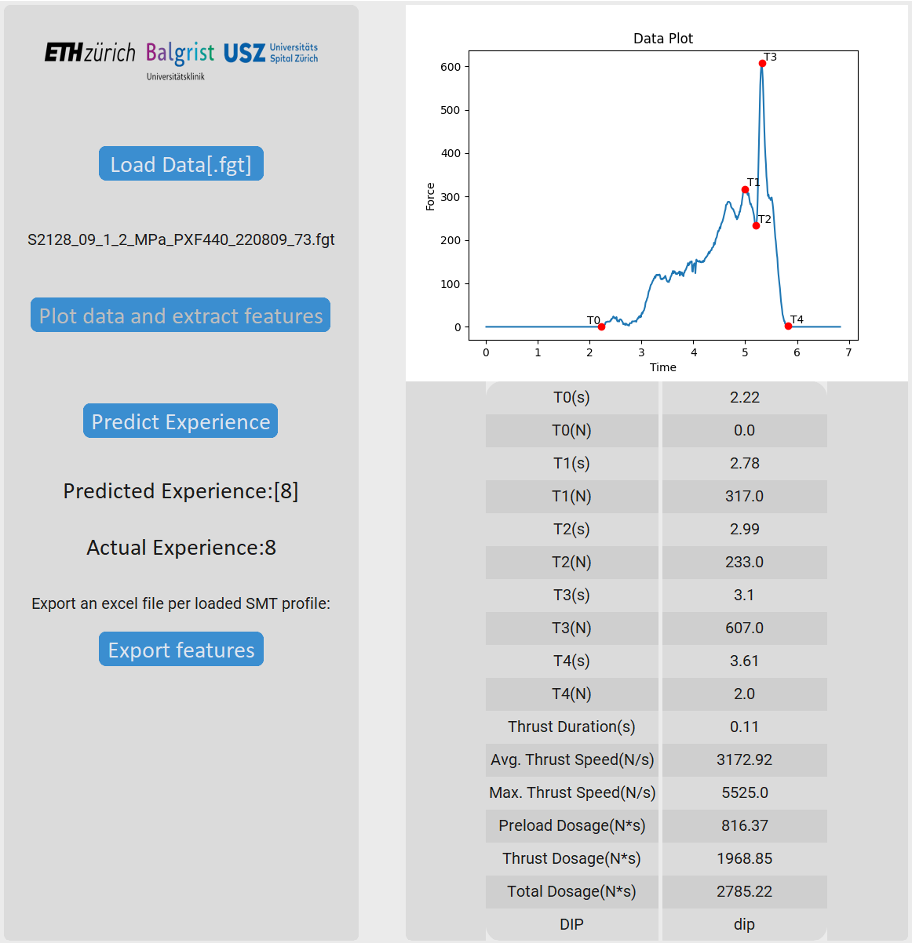 ETH zürich Balgrist USZ Universitäts
Spital Zürich
Universitätsklinik
Load Data[.fgt]
S2128_09_1_2_MPa_PXF440_220809_73.fgt
Plot data and extract features
Predict Experience
Predicted Experience:[8]
Actual Experience:8
Export an excel file per loaded SMT profile:
Export features
Data Plot
T3
600
500
400
300
200
100
0
Force
T1
T2
T0
T4
0 1 2 3 4 5 6 7
Time
T0(s) 2.22
T0(N) 0.0
T1(s) 2.78
T1(N) 317.0
T2(s) 2.99
T2(N) 233.0
T3(s) 3.1
T3(N) 607.0
T4(s) 3.61
T4(N) 2.0
Thrust Duration(s) 0.11
Avg. Thrust Speed(N/s) 3172.92
Max. Thrust Speed(N/s) 5525.0
Preload Dosage(N*s) 816.37
Thrust Dosage(N*s) 1968.85
Total Dosage(N*s) 2785.22
DIP dip